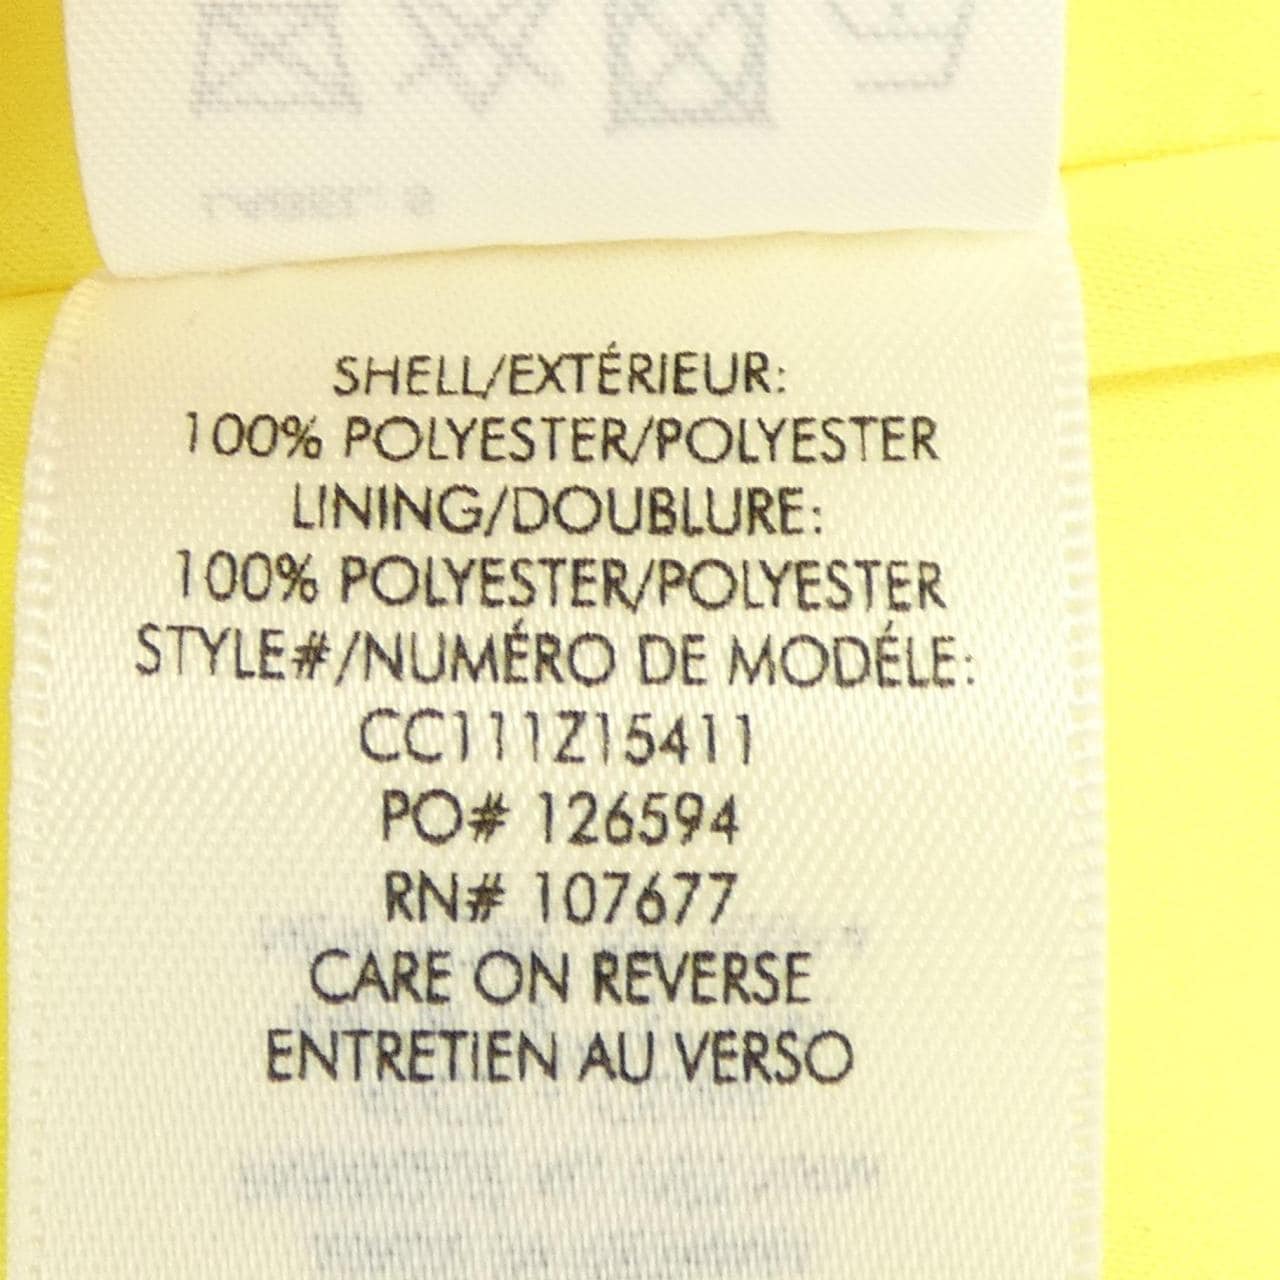 SHELL/EXTÉRIEUR:
100% POLYESTER/POLYESTER
LINING/DOUBLURE:
100% POLYESTER/POLYESTER
STYLE#/NUMÉRO DE MODÉLE:
CC111Z15411
PO# 126594
RN# 107677
CARE ON REVERSE
ENTRETIEN AU VERSO